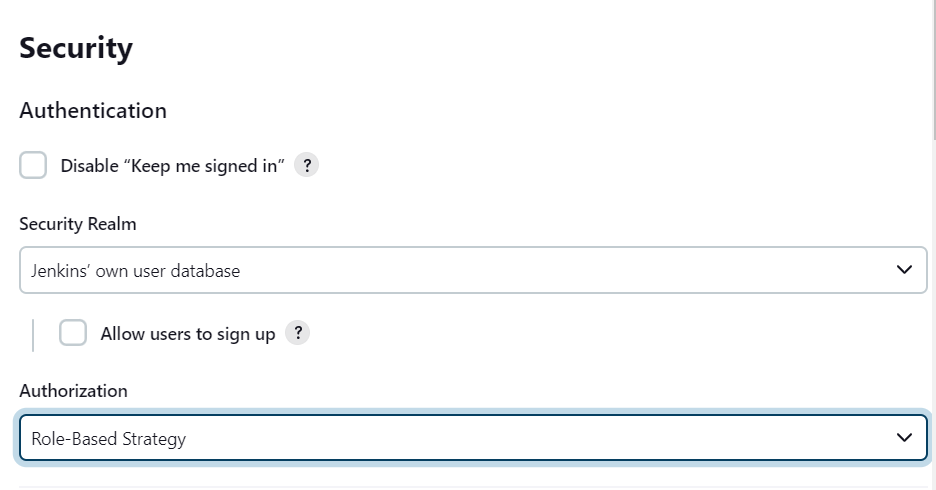 Security
Authentication
Disable “Keep me signed in” ?
Security Realm
Jenkins’ own user database
Allow users to sign up ?
Authorization
Role-Based Strategy